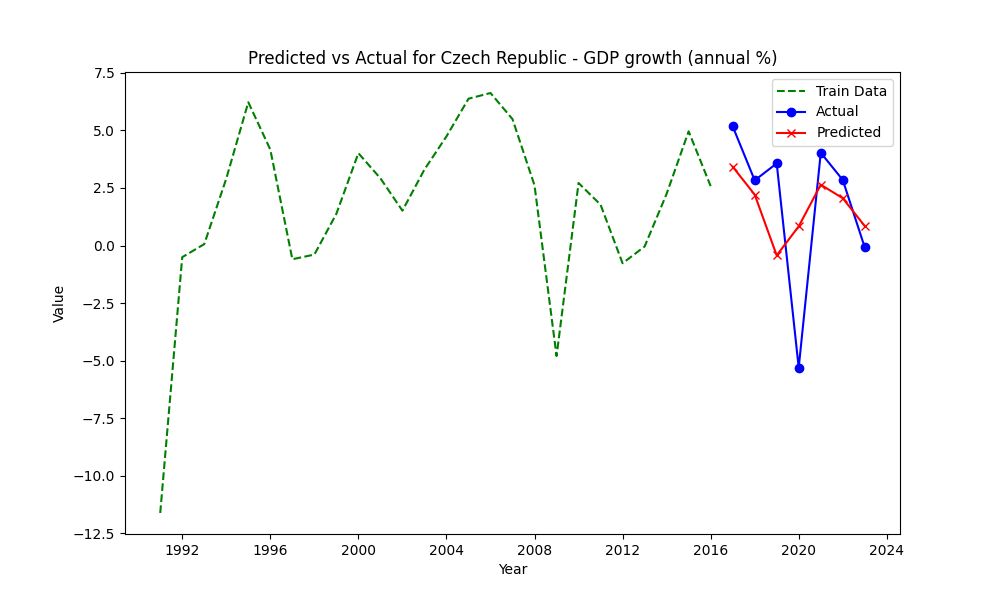 Predicted vs Actual for Czech Republic - GDP growth (annual %)
7.5
5.0
2.5
0.0
−2.5
−5.0
−7.5
−10.0
−12.5
Value
Train Data
Actual
Predicted
1992 1996 2000 2004 2008 2012 2016 2020 2024
Year